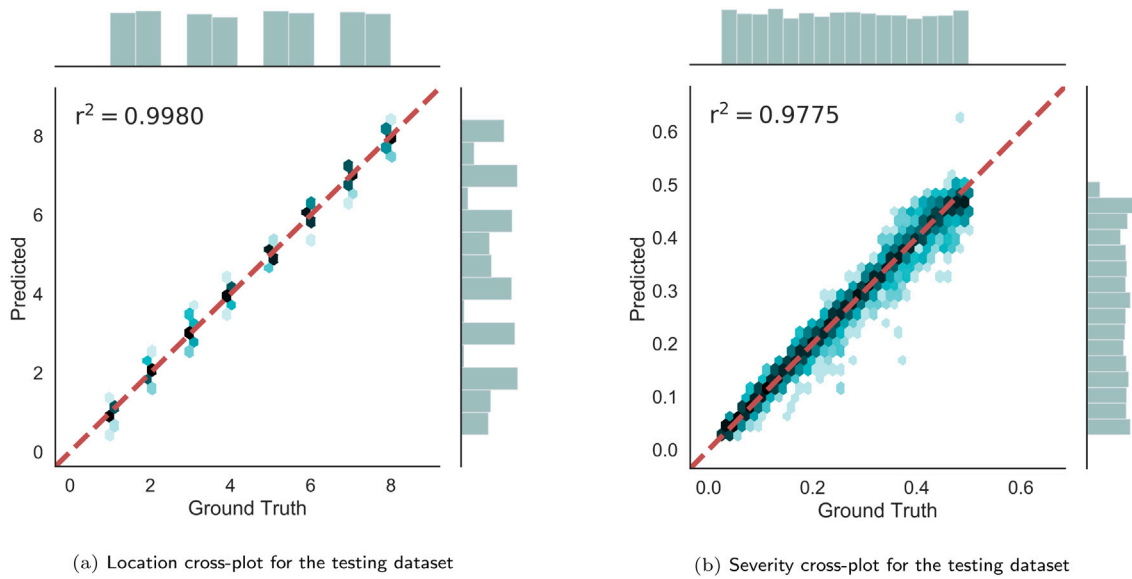 r² = 0.9980
8
6
4
2
0
Predicted
0 2 4 6 8
Ground Truth
(a) Location cross-plot for the testing dataset
r² = 0.9775
0.6
0.5
0.4
0.3
0.2
0.1
0.0
Predicted
0.0 0.2 0.4 0.6
Ground Truth
(b) Severity cross-plot for the testing dataset